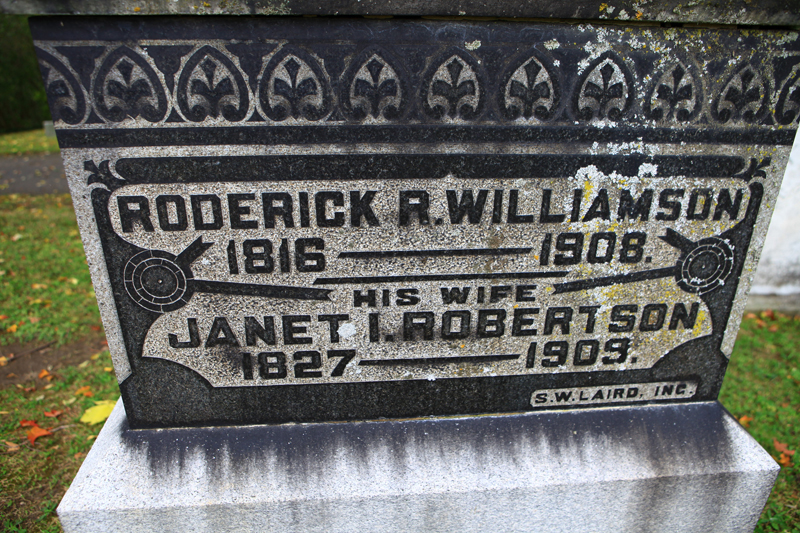 RODERICK R. WILLIAMSON
1816 — 1908.
HIS WIFE
JANET I. ROBERTSON
1827 — 1909.
S.W. LAIRD, INC.